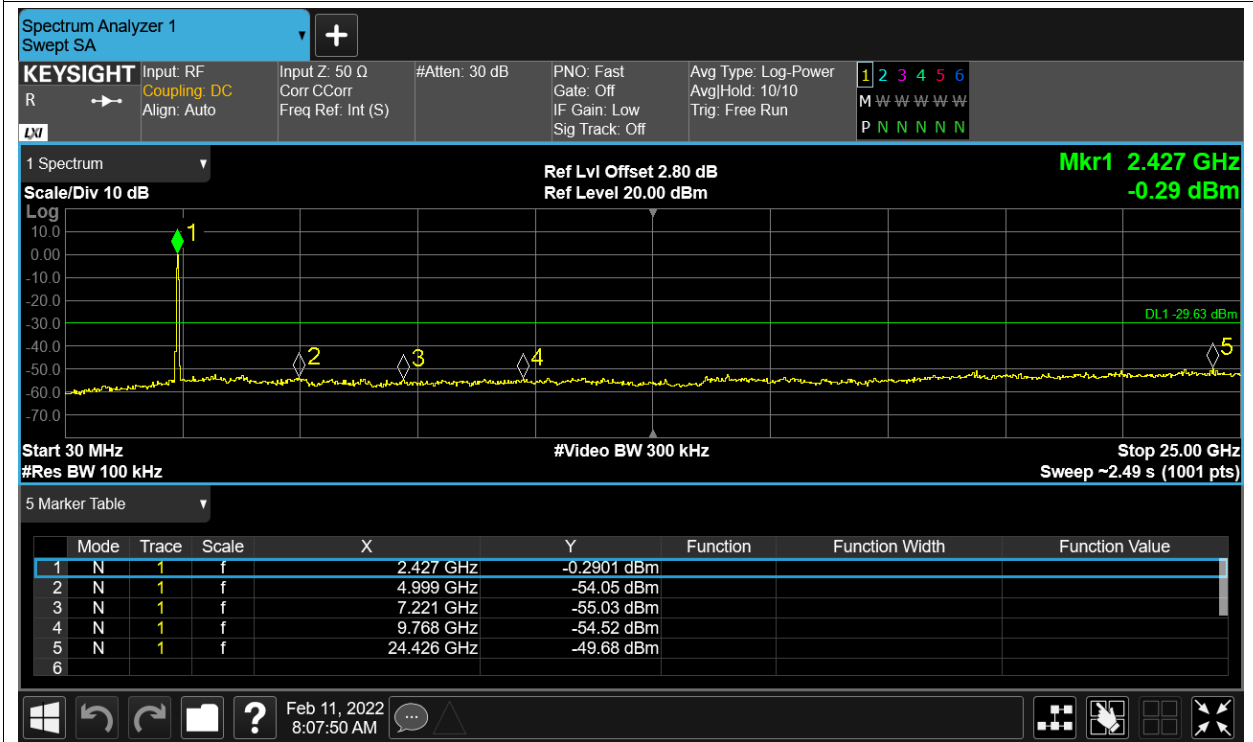 Spectrum Analyzer 1
Swept SA
KEYSIGHT Input: RF Input Z: 50 Ω #Atten: 30 dB PNO: Fast Avg Type: Log-Power 1 2 3 4 5 6
R Coupling: DC Corr CCorr Gate: Off Avg|Hold: 10/10 M W W W W W
Align: Auto Freq Ref: Int (S) IF Gain: Low Trig: Free Run
LXI Sig Track: Off P N N N N N
1 Spectrum Ref Lvl Offset 2.80 dB Mkr1 2.427 GHz
Scale/Div 10 dB Ref Level 20.00 dBm -0.29 dBm
Log
10.0 1
0.00
-10.0
-20.0
-30.0 DL1 -29.63 dBm
-40.0 2 3 4 5
-50.0
-60.0
-70.0
Start 30 MHz #Video BW 300 kHz Stop 25.00 GHz
#Res BW 100 kHz Sweep ~2.49 s (1001 pts)
5 Marker Table
Mode Trace Scale X Y Function Function Width Function Value
1 N 1 f 2.427 GHz -0.2901 dBm
2 N 1 f 4.999 GHz -54.05 dBm
3 N 1 f 7.221 GHz -55.03 dBm
4 N 1 f 9.768 GHz -54.52 dBm
5 N 1 f 24.426 GHz -49.68 dBm
6
? Feb 11, 2022
8:07:50 AM